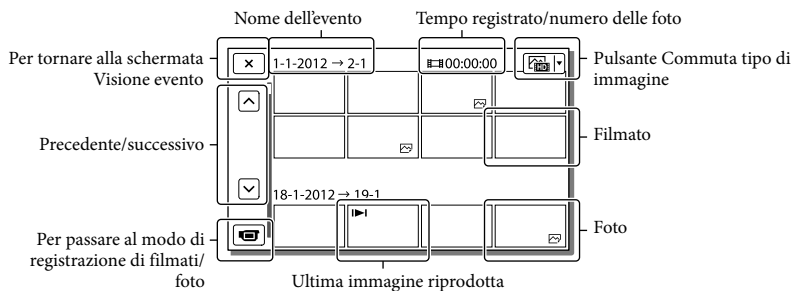 Nome dell'evento
Tempo registrato/numero delle foto
Per tornare alla schermata
Visione evento
1-1-2012 → 2-1
00:00:00
HD
Pulsante Commuta tipo di
immagine
Precedente/successivo
Filmato
18-1-2012 → 19-1
Per passare al modo di
registrazione di filmati/
foto
Foto
Ultima immagine riprodotta